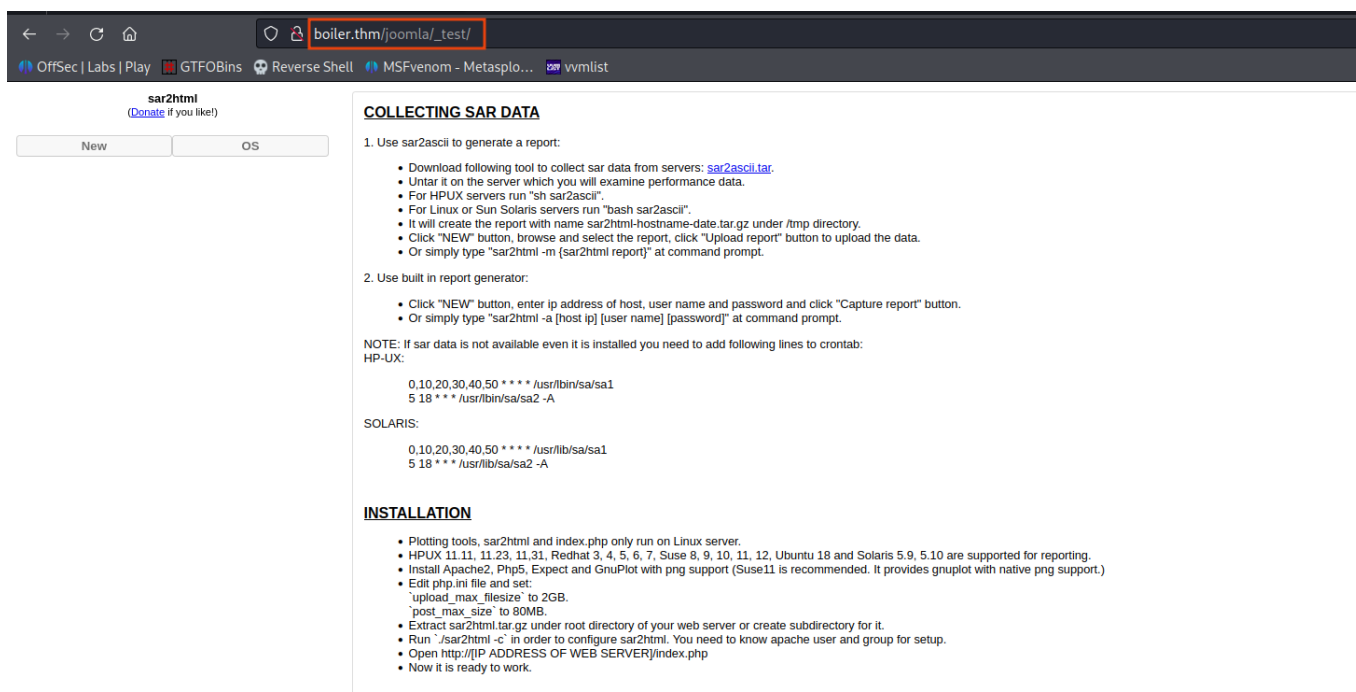 boiler.thm/joomla/_test/
OffSec | Labs | Play GTFOBins Reverse Shell MSFvenom - Metasplo... vvmlist
sar2html
(Donate if you like!)
New OS
COLLECTING SAR DATA
1. Use sar2ascii to generate a report:
• Download following tool to collect sar data from servers: sar2ascii.tar.
• Untar it on the server which you will examine performance data.
• For HPUX servers run "sh sar2ascii".
• For Linux or Sun Solaris servers run "bash sar2ascii".
• It will create the report with name sar2html-hostname-date.tar.gz under /tmp directory.
• Click "NEW" button, browse and select the report, click "Upload report" button to upload the data.
• Or simply type "sar2html -m {sar2html report}" at command prompt.
2. Use built in report generator:
• Click "NEW" button, enter ip address of host, user name and password and click "Capture report" button.
• Or simply type "sar2html -a [host ip] [user name] [password]" at command prompt.
NOTE: If sar data is not available even it is installed you need to add following lines to crontab:
HP-UX:
0,10,20,30,40,50 * * * * /usr/lbin/sa/sa1
5 18 * * * /usr/lbin/sa/sa2 -A
SOLARIS:
0,10,20,30,40,50 * * * * /usr/lib/sa/sa1
5 18 * * * /usr/lib/sa/sa2 -A
INSTALLATION
• Plotting tools, sar2html and index.php only run on Linux server.
• HPUX 11.11, 11.23, 11,31, Redhat 3, 4, 5, 6, 7, Suse 8, 9, 10, 11, 12, Ubuntu 18 and Solaris 5.9, 5.10 are supported for reporting.
• Install Apache2, Php5, Expect and GnuPlot with png support (Suse11 is recommended. It provides gnuplot with native png support.)
• Edit php.ini file and set:
`upload_max_filesize` to 2GB.
`post_max_size` to 80MB.
• Extract sar2html.tar.gz under root directory of your web server or create subdirectory for it.
• Run `./sar2html -c` in order to configure sar2html. You need to know apache user and group for setup.
• Open http://[IP ADDRESS OF WEB SERVER]/index.php
• Now it is ready to work.